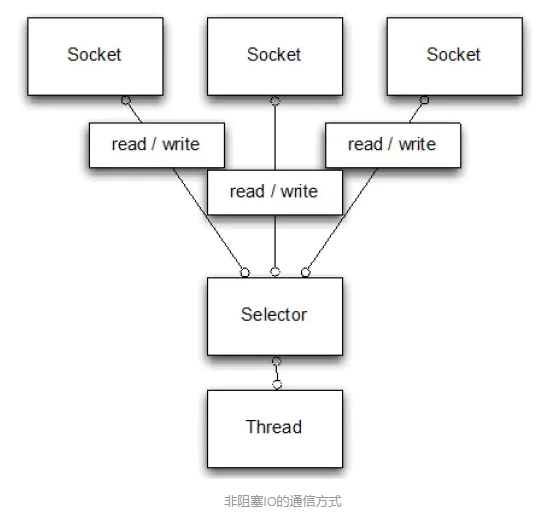 Socket
Socket
Socket
read / write
read / write
read / write
Selector
Thread
非阻塞IO的通信方式